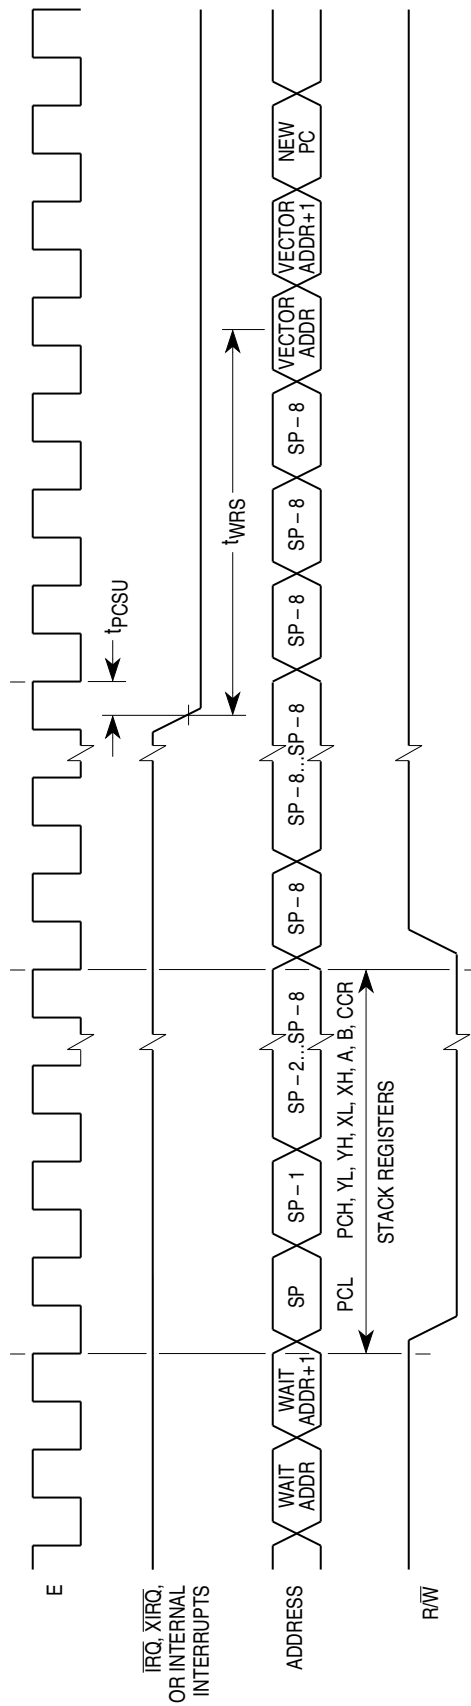 E
IRQ, XIRQ,
OR INTERNAL
INTERRUPTS
tPCSU
tWRS
ADDRESS
WAIT
ADDR
WAIT
ADDR+1
SP
SP – 1
SP – 2...SP – 8
SP – 8
SP – 8...SP – 8
SP – 8
SP – 8
SP – 8
VECTOR
ADDR
VECTOR
ADDR+1
NEW
PC
PCL PCH, YL, YH, XL, XH, A, B, CCR
STACK REGISTERS
R/W